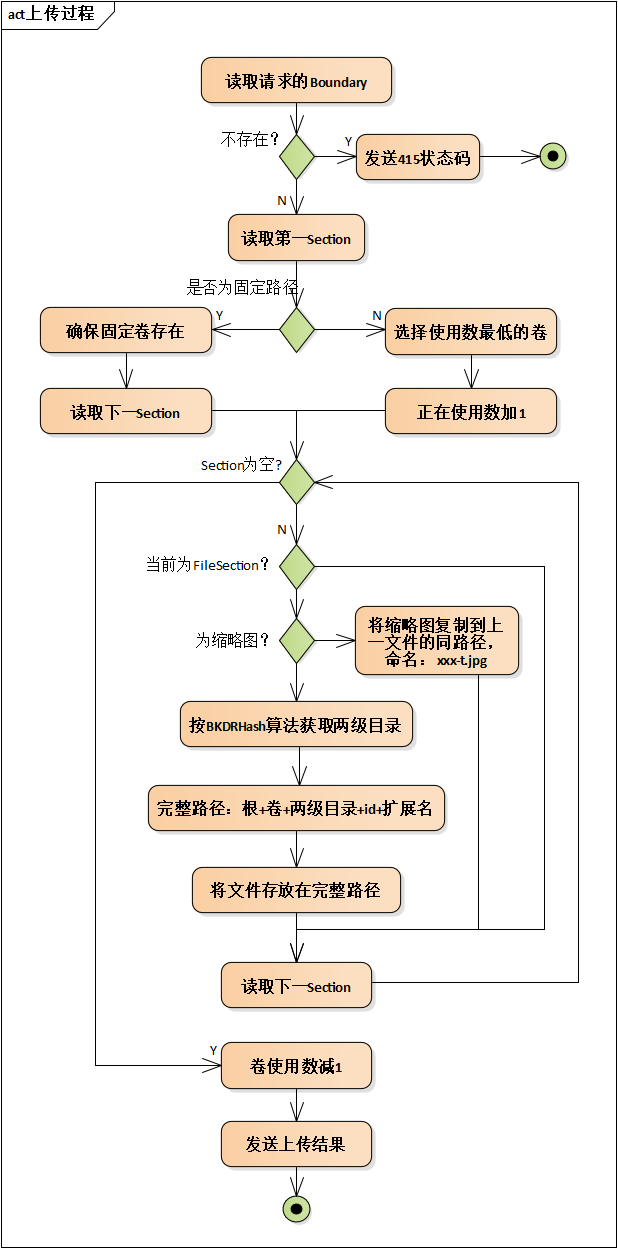 act上传过程
读取请求的Boundary
不存在？
Y
发送415状态码
N
读取第一Section
是否为固定路径
Y
N
确保固定卷存在
选择使用数最低的卷
读取下一Section
正在使用数加1
Section为空?
N
当前为FileSection？
为缩略图？
将缩略图复制到上
一文件的同路径，
命名：xxx-t.jpg
按BKDRHash算法获取两级目录
完整路径：根+卷+两级目录+id+扩展名
将文件存放在完整路径
读取下一Section
Y
卷使用数减1
发送上传结果